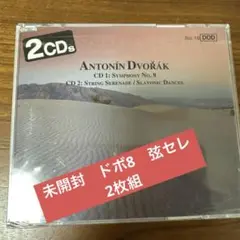 2CDs
DDD
ANTONÍN DVOŘÁK
CD 1: SYMPHONY NO. 8
CD 2: STRING SERENADE / SLAVONIC DANCES
未開封　ドボ8　弦セレ
2枚組